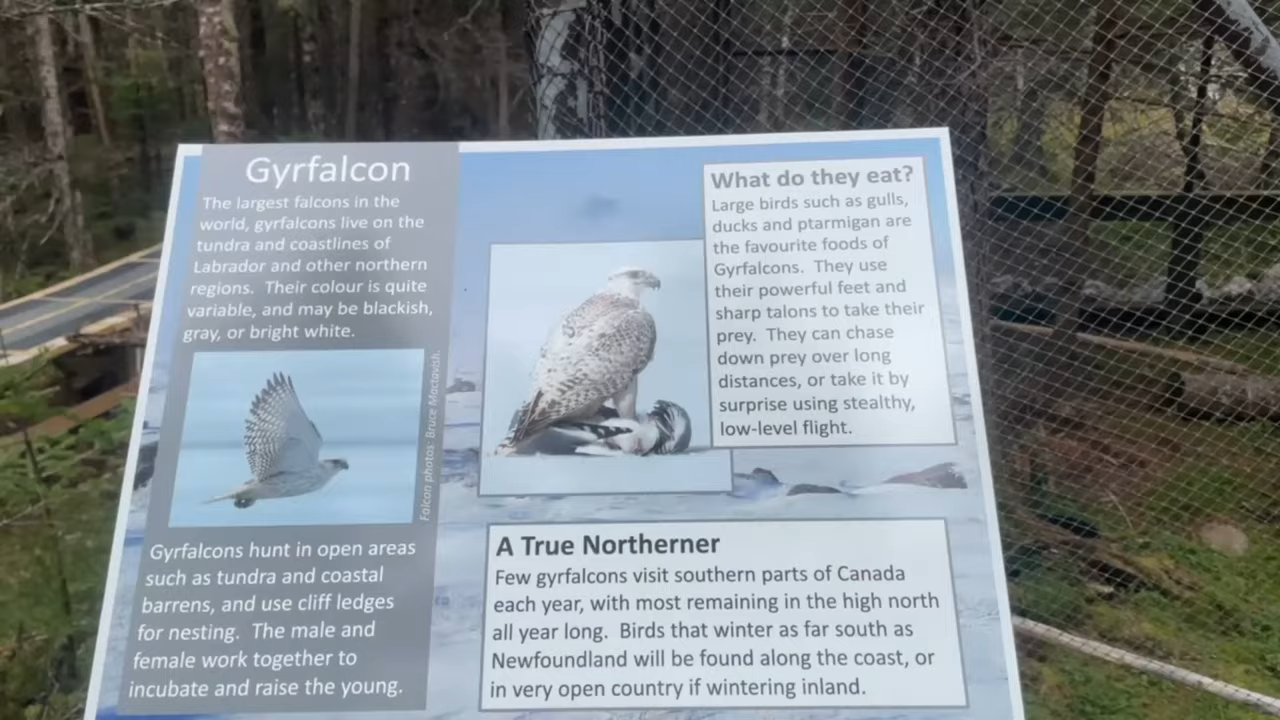 Gyrfalcon
The largest falcons in the
world, gyrfalcons live on the
tundra and coastlines of
Labrador and other northern
regions. Their colour is quite
variable, and may be blackish,
gray, or bright white.
Falcon photos: Bruce Mactavish.
Gyrfalcons hunt in open areas
such as tundra and coastal
barrens, and use cliff ledges
for nesting. The male and
female work together to
incubate and raise the young.
What do they eat?
Large birds such as gulls,
ducks and ptarmigan are
the favourite foods of
Gyrfalcons. They use
their powerful feet and
sharp talons to take their
prey. They can chase
down prey over long
distances, or take it by
surprise using stealthy,
low-level flight.
A True Northerner
Few gyrfalcons visit southern parts of Canada
each year, with most remaining in the high north
all year long. Birds that winter as far south as
Newfoundland will be found along the coast, or
in very open country if wintering inland.